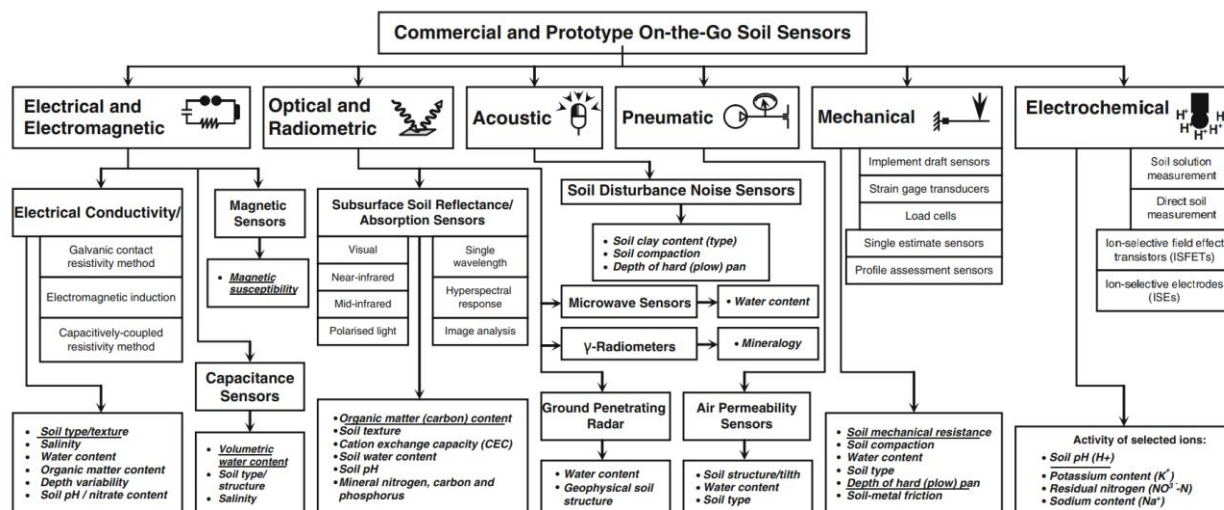 Commercial and Prototype On-the-Go Soil Sensors
Electrical and
Electromagnetic
Optical and
Radiometric
Acoustic
Pneumatic
Mechanical
Electrochemical
H+
H
H+
H+
H+
Electrical Conductivity/
Galvanic contact
resistivity method
Electromagnetic induction
Capacitively-coupled
resistivity method
• Soil type/texture
• Salinity
• Water content
• Organic matter content
• Depth variability
• Soil pH / nitrate content
Magnetic
Sensors
• Magnetic
susceptibility
Capacitance
Sensors
• Volumetric
water content
• Soil type/
structure
• Salinity
Subsurface Soil Reflectance/
Absorption Sensors
Visual
Near-infrared
Mid-infrared
Polarised light
Single
wavelength
Hyperspectral
response
Image analysis
• Organic matter (carbon) content
• Soil texture
• Cation exchange capacity (CEC)
• Soil water content
• Soil pH
• Mineral nitrogen, carbon and
phosphorus
Soil Disturbance Noise Sensors
• Soil clay content (type)
• Soil compaction
• Depth of hard (plow) pan
Microwave Sensors
• Water content
γ-Radiometers
• Mineralogy
Ground Penetrating
Radar
• Water content
• Geophysical soil
structure
Air Permeability
Sensors
• Soil structure/tilth
• Water content
• Soil type
Implement draft sensors
Strain gage transducers
Load cells
Single estimate sensors
Profile assessment sensors
• Soil mechanical resistance
• Soil compaction
• Water content
• Soil type
• Depth of hard (plow) pan
• Soil-metal friction
Soil solution
measurement
Direct soil
measurement
Ion-selective field effect
transistors (ISFETs)
Ion-selective electrodes
(ISEs)
Activity of selected ions:
• Soil pH (H+)
• Potassium content (K+)
• Residual nitrogen (NO3--N)
• Sodium content (Na+)